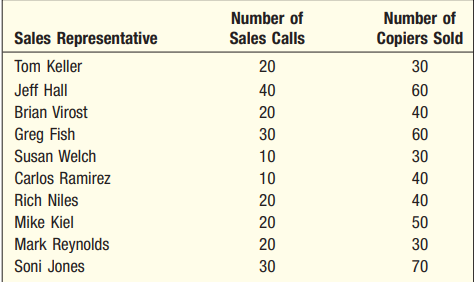 Number of Number of
Sales Representative Sales Calls Copiers Sold
Tom Keller 20 30
Jeff Hall 40 60
Brian Virost 20 40
Greg Fish 30 60
Susan Welch 10 30
Carlos Ramirez 10 40
Rich Niles 20 40
Mike Kiel 20 50
Mark Reynolds 20 30
Soni Jones 30 70